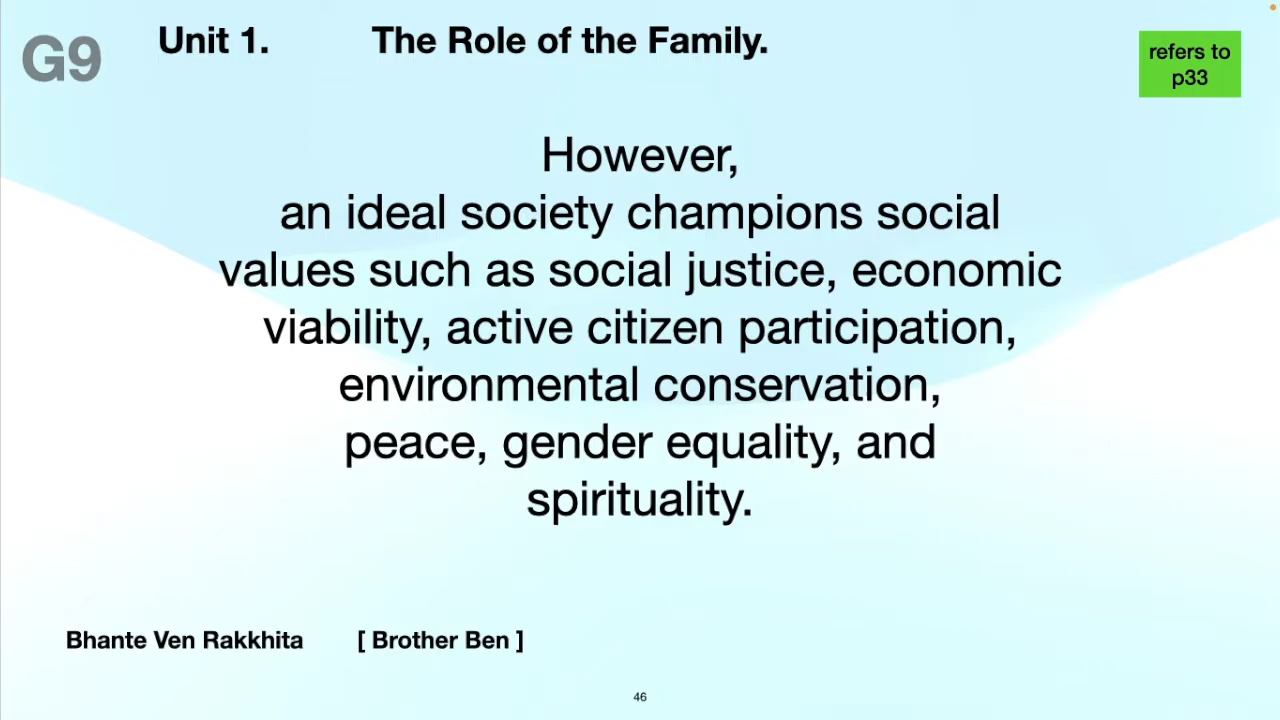 G9
Unit 1. The Role of the Family.
refers to
p33
However,
an ideal society champions social
values such as social justice, economic
viability, active citizen participation,
environmental conservation,
peace, gender equality, and
spirituality.
Bhante Ven Rakkhita [ Brother Ben ]
46